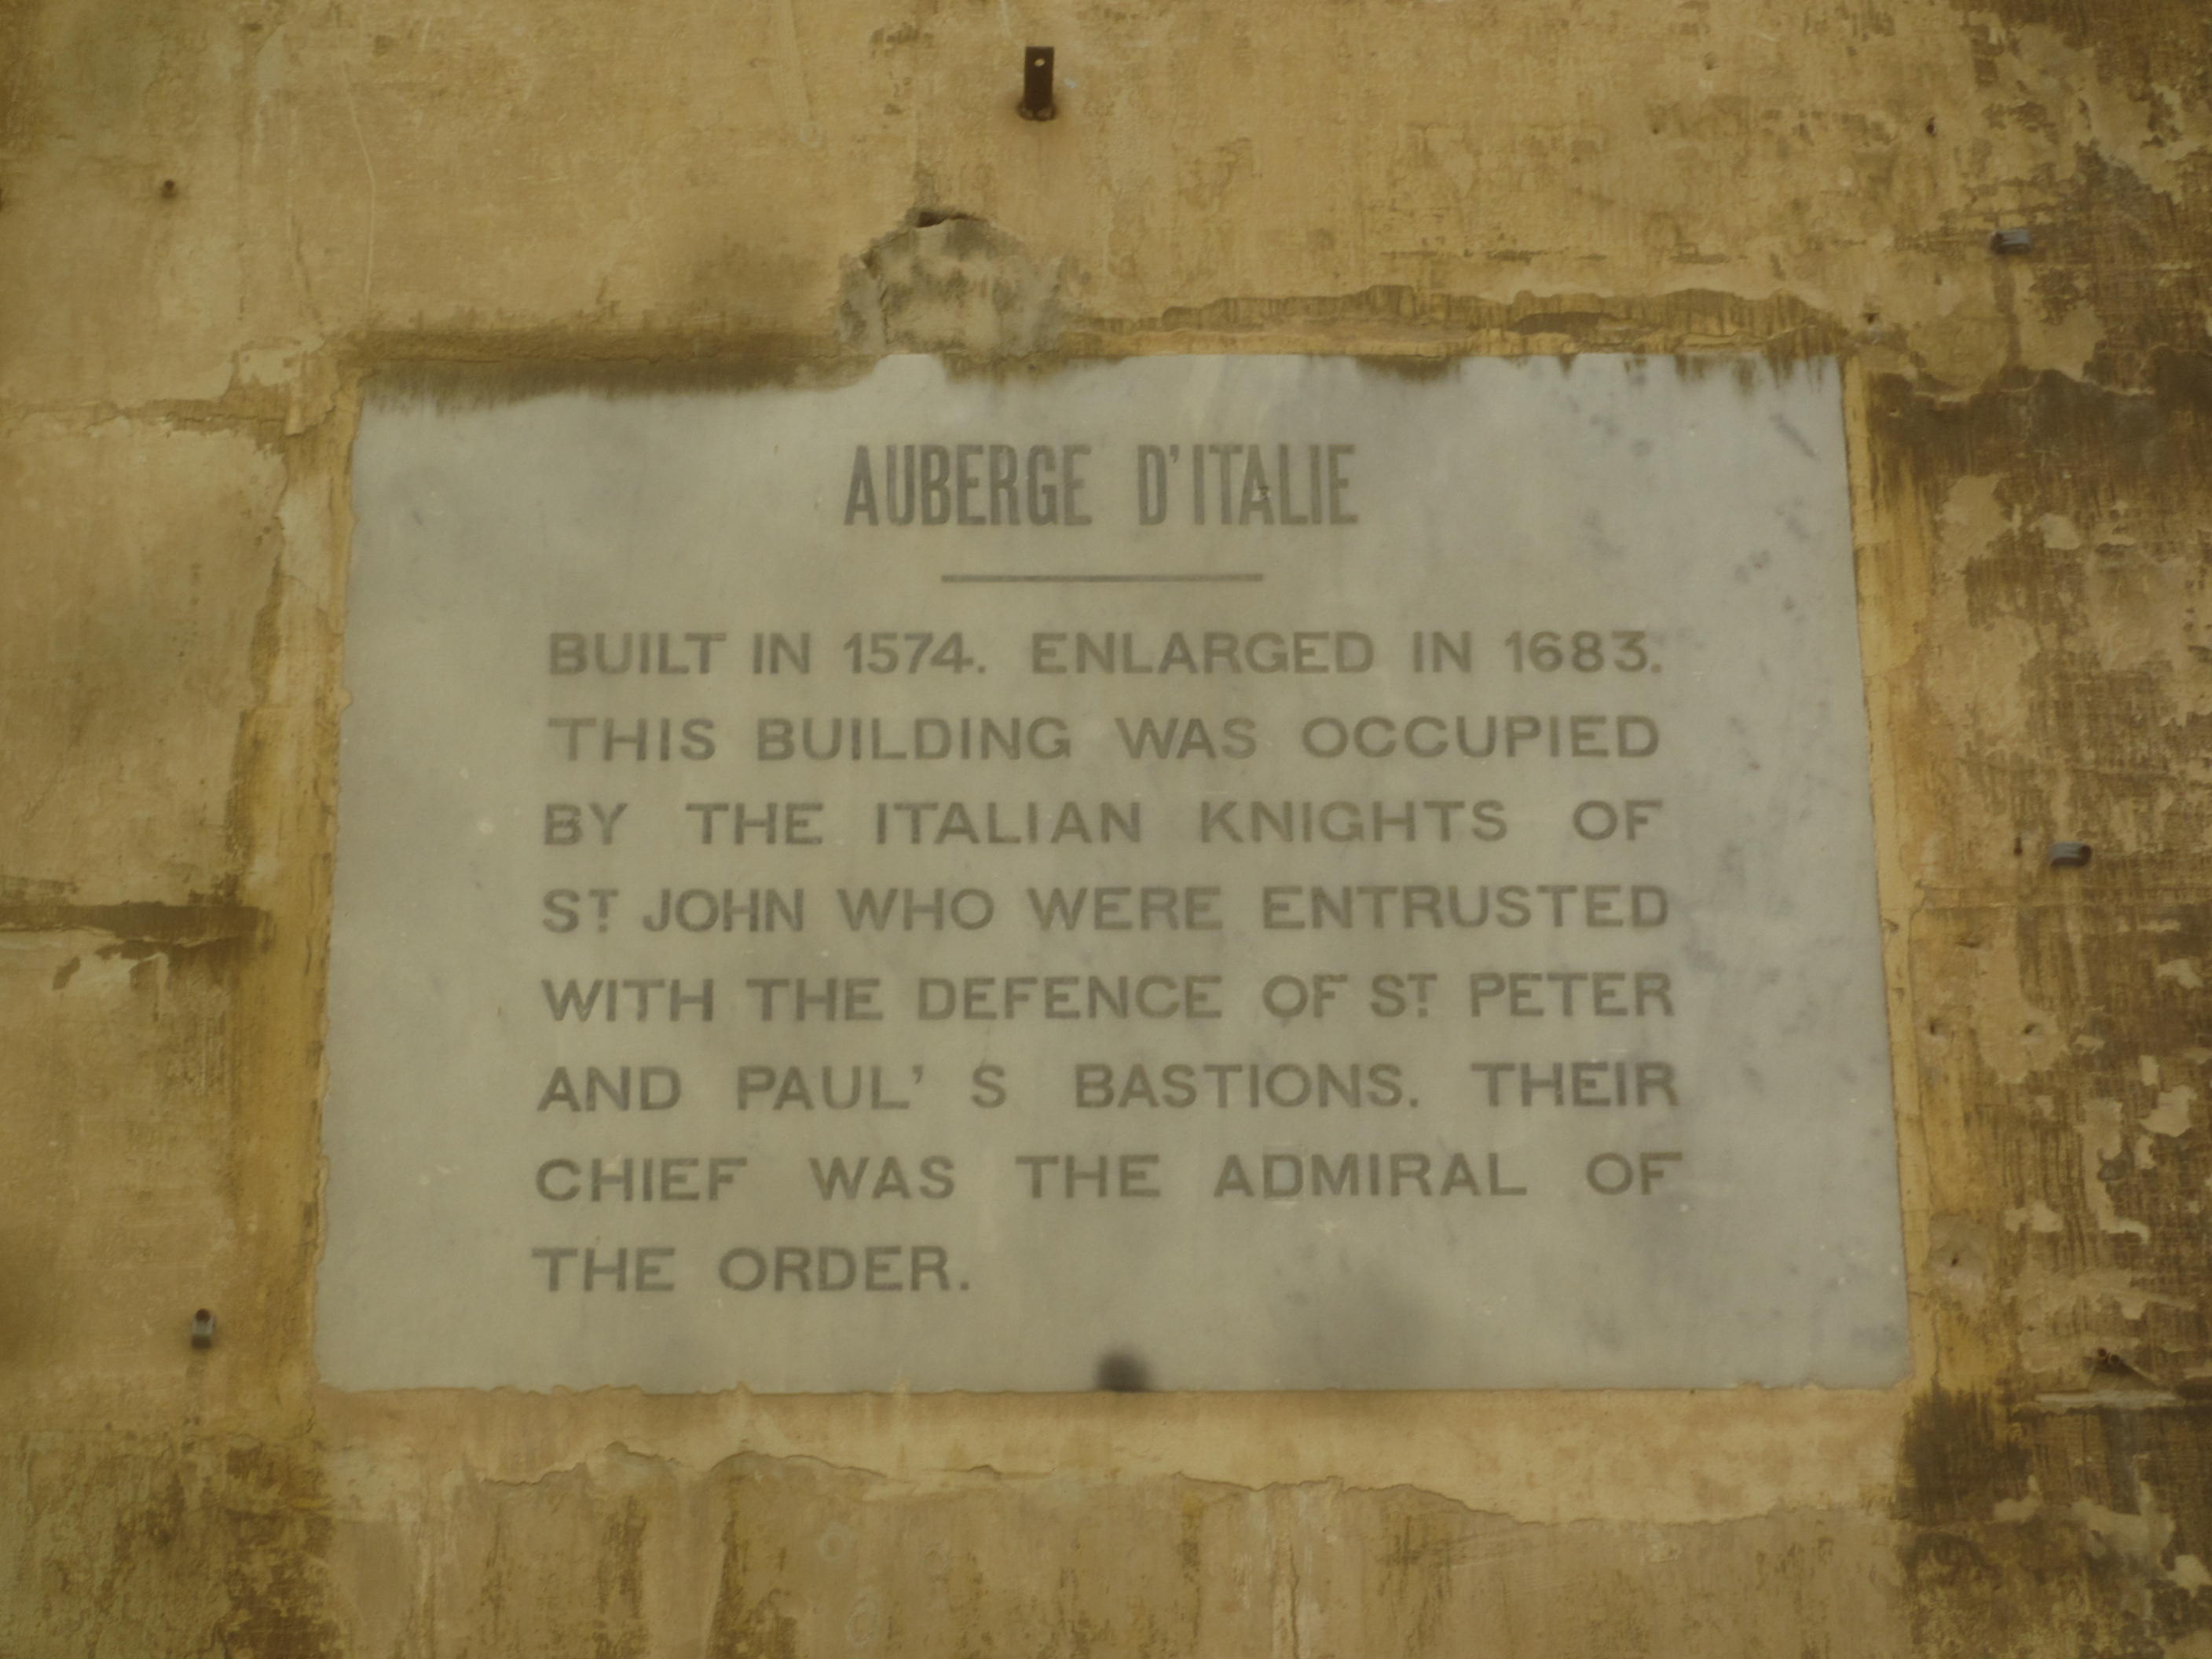 AUBERGE D'ITALIE
BUILT IN 1574. ENLARGED IN 1683.
THIS BUILDING WAS OCCUPIED
BY THE ITALIAN KNIGHTS OF
ST JOHN WHO WERE ENTRUSTED
WITH THE DEFENCE OF ST PETER
AND PAUL' S BASTIONS. THEIR
CHIEF WAS THE ADMIRAL OF
THE ORDER.